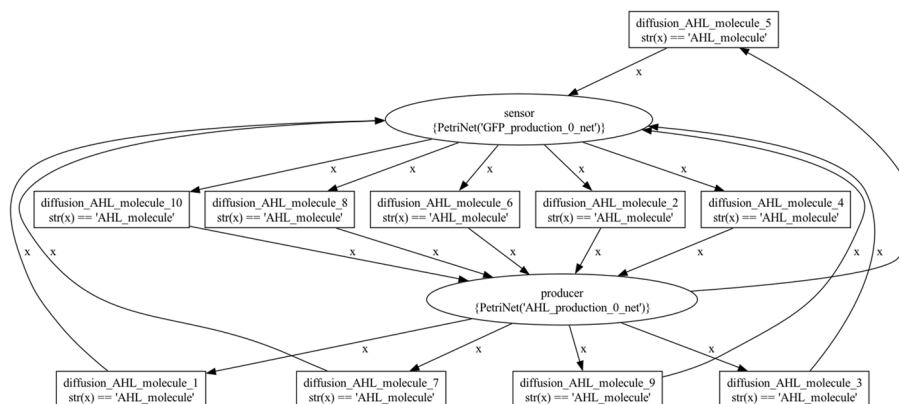 diffusion_AHL_molecule_5
str(x) == 'AHL_molecule'
x
sensor
{PetriNet('GFP_production_0_net')}
x x x x x
diffusion_AHL_molecule_10
str(x) == 'AHL_molecule'
diffusion_AHL_molecule_8
str(x) == 'AHL_molecule'
diffusion_AHL_molecule_6
str(x) == 'AHL_molecule'
diffusion_AHL_molecule_2
str(x) == 'AHL_molecule'
diffusion_AHL_molecule_4
str(x) == 'AHL_molecule'
x x x x x x x x x
producer
{PetriNet('AHL_production_0_net')}
x x x x
diffusion_AHL_molecule_1
str(x) == 'AHL_molecule'
diffusion_AHL_molecule_7
str(x) == 'AHL_molecule'
diffusion_AHL_molecule_9
str(x) == 'AHL_molecule'
diffusion_AHL_molecule_3
str(x) == 'AHL_molecule'